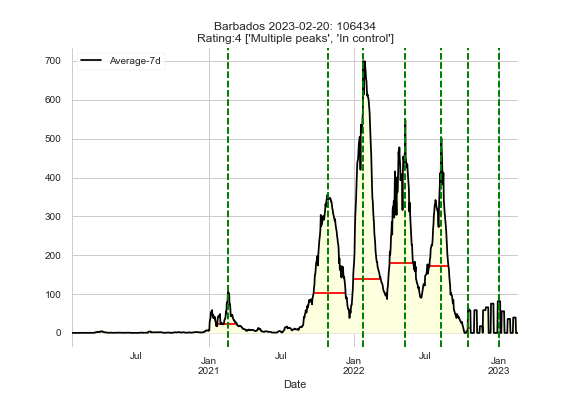 Barbados 2023-02-20: 106434
Rating:4 ['Multiple peaks', 'In control']
Average-7d
700
600
500
400
300
200
100
0
Jul
Jan
2021
Jul
Jan
2022
Jul
Jan
2023
Date